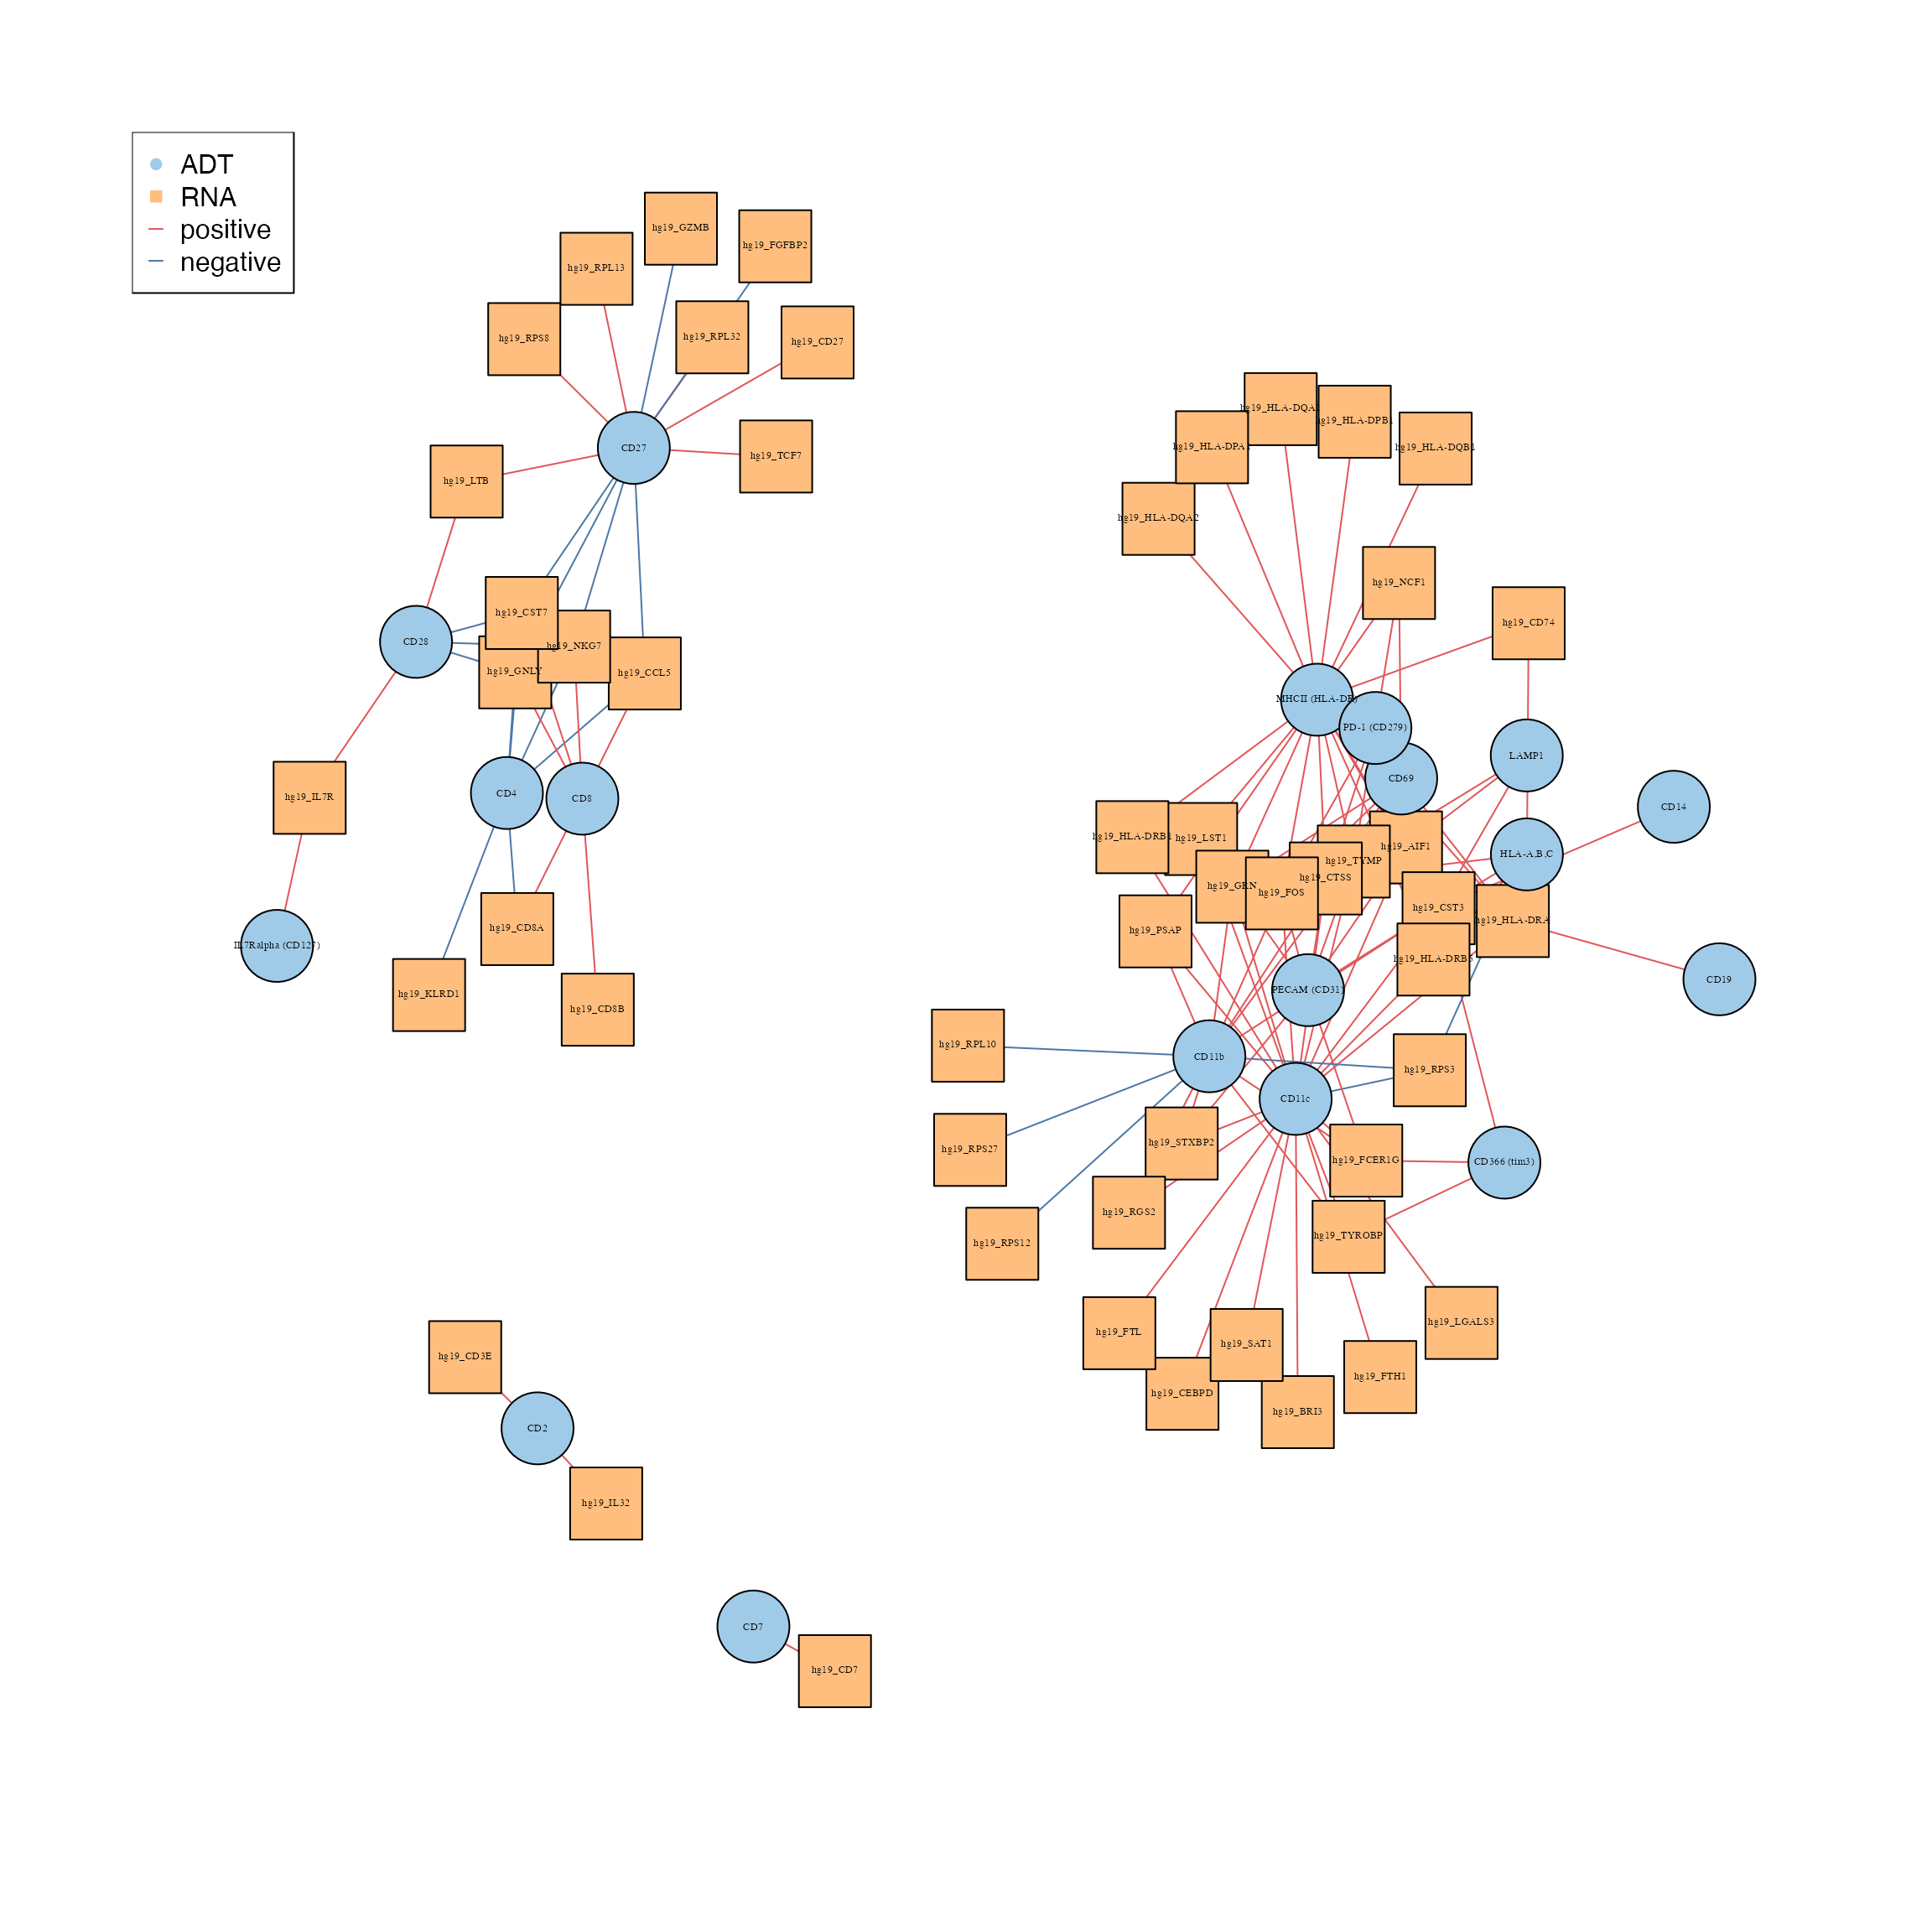 ADT
RNA
positive
negative
hg19_GZMB
hg19_FGFBP2
hg19_RPL13
hg19_RPS8
hg19_RPL32
hg19_CD27
CD27
hg19_TCF7
hg19_LTB
hg19_CST7
CD28
hg19_NKG7
hg19_GNLY
hg19_CCL5
hg19_IL7R
CD4
CD8
hg19_CD8A
IL7Ralpha (CD127)
hg19_KLRD1
hg19_CD8B
hg19_HLA-DQA
hg19_HLA-DPB1
hg19_HLA-DPA
hg19_HLA-DQB1
hg19_HLA-DQA2
hg19_NCF1
hg19_CD74
MHCII (HLA-DR)
PD-1 (CD279)
LAMP1
CD69
CD14
hg19_HLA-DRB1
hg19_LST1
hg19_AIF1
HLA-A,B,C
hg19_TYMP
hg19_CTSS
hg19_GRN
hg19_FOS
hg19_CST3
hg19_HLA-DRA
hg19_PSAP
hg19_HLA-DRB5
CD19
PECAM (CD31)
hg19_RPL10
CD11b
hg19_RPS3
CD11c
hg19_RPS27
hg19_STXBP2
hg19_FCER1G
CD366 (tim3)
hg19_RGS2
hg19_RPS12
hg19_TYROBP
hg19_FTL
hg19_SAT1
hg19_LGALS3
hg19_CEBPD
hg19_FTH1
hg19_BRI3
hg19_CD3E
CD2
hg19_IL32
CD7
hg19_CD7